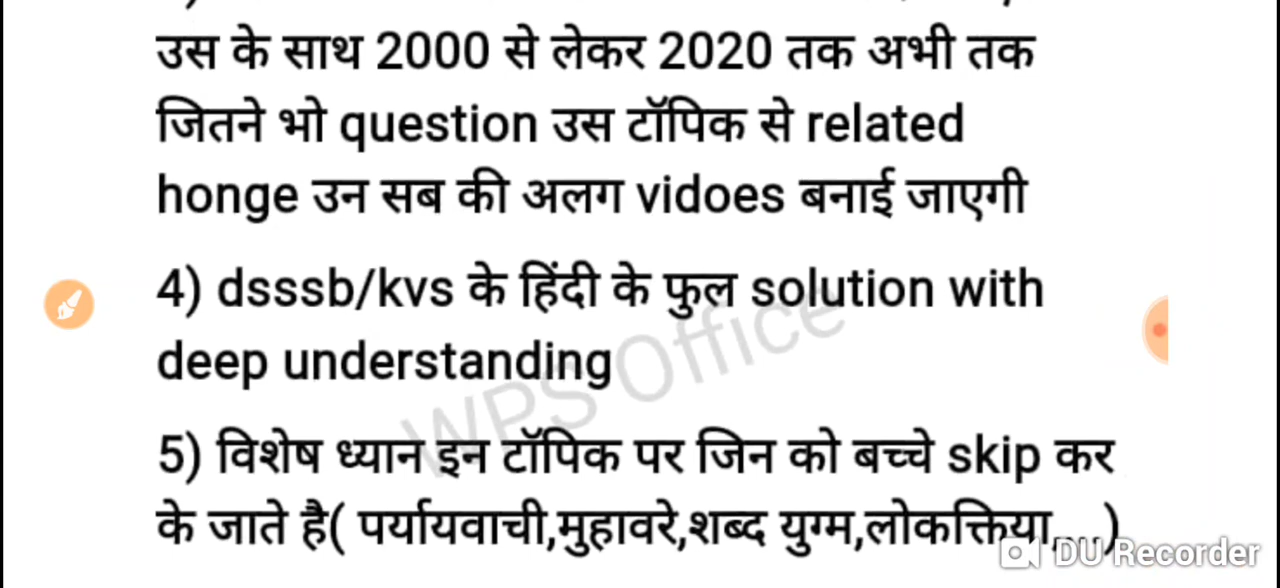 उस के साथ 2000 से लेकर 2020 तक अभी तक
जितने भो question उस टॉपिक से related
honge उन सब की अलग vidoes बनाई जाएगी
4) dsssb/kvs के हिंदी के फुल solution with
deep understanding
WPS Office
5) विशेष ध्यान इन टॉपिक पर जिन को बच्चे skip कर
के जाते है( पर्यायवाची,मुहावरे,शब्द युग्म,लोकक्तिया,...)
DU Recorder